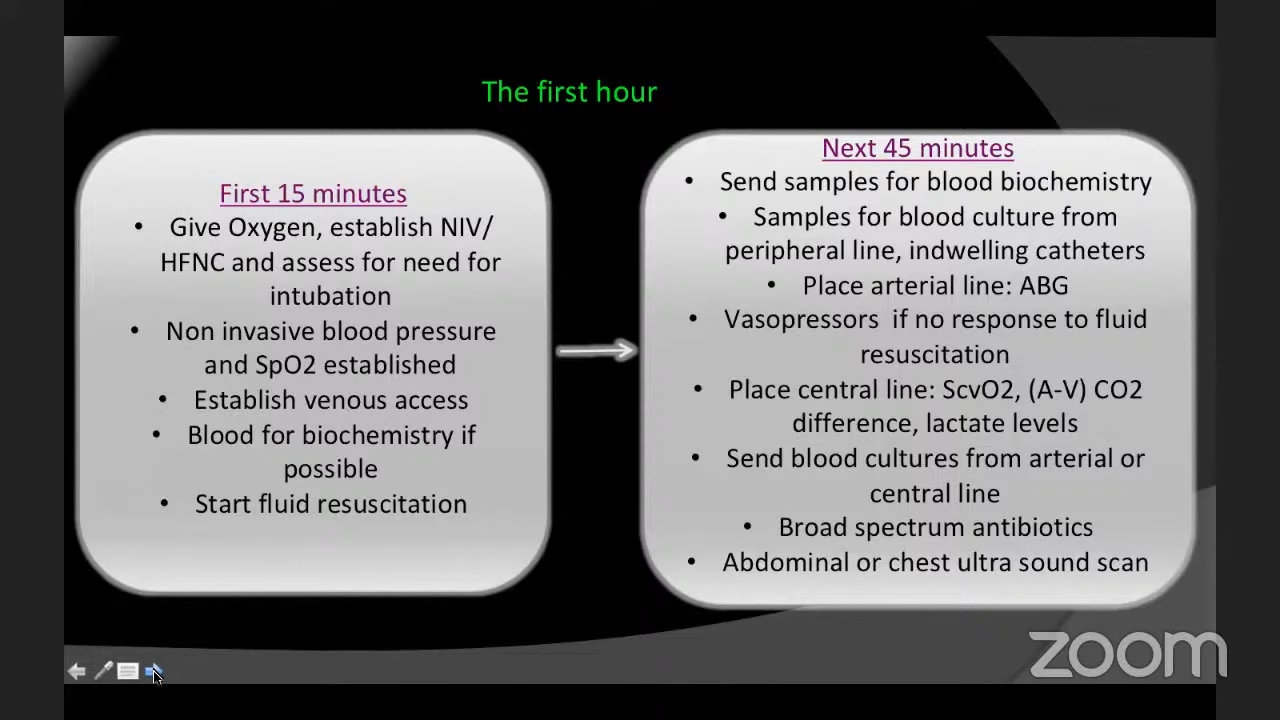 The first hour
First 15 minutes
• Give Oxygen, establish NIV/
HFNC and assess for need for
intubation
• Non invasive blood pressure
and SpO2 established
• Establish venous access
• Blood for biochemistry if
possible
• Start fluid resuscitation
Next 45 minutes
• Send samples for blood biochemistry
• Samples for blood culture from
peripheral line, indwelling catheters
• Place arterial line: ABG
• Vasopressors if no response to fluid
resuscitation
• Place central line: ScvO2, (A-V) CO2
difference, lactate levels
• Send blood cultures from arterial or
central line
• Broad spectrum antibiotics
• Abdominal or chest ultra sound scan
zoom